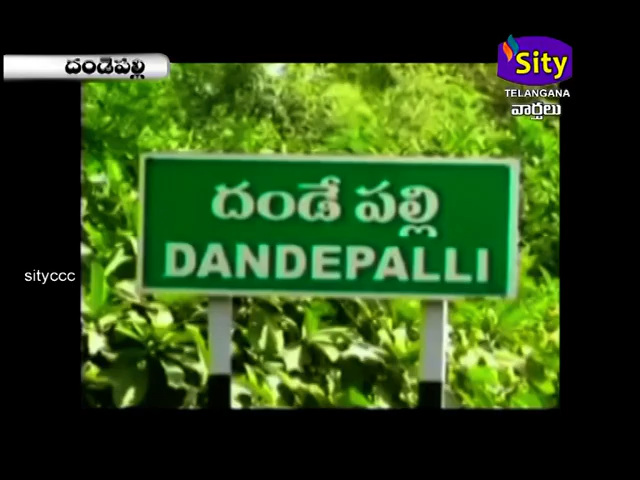 దండేపల్లి
Sity
TELANGANA
వార్తలు
దండే పల్లి
DANDEPALLI
sityccc